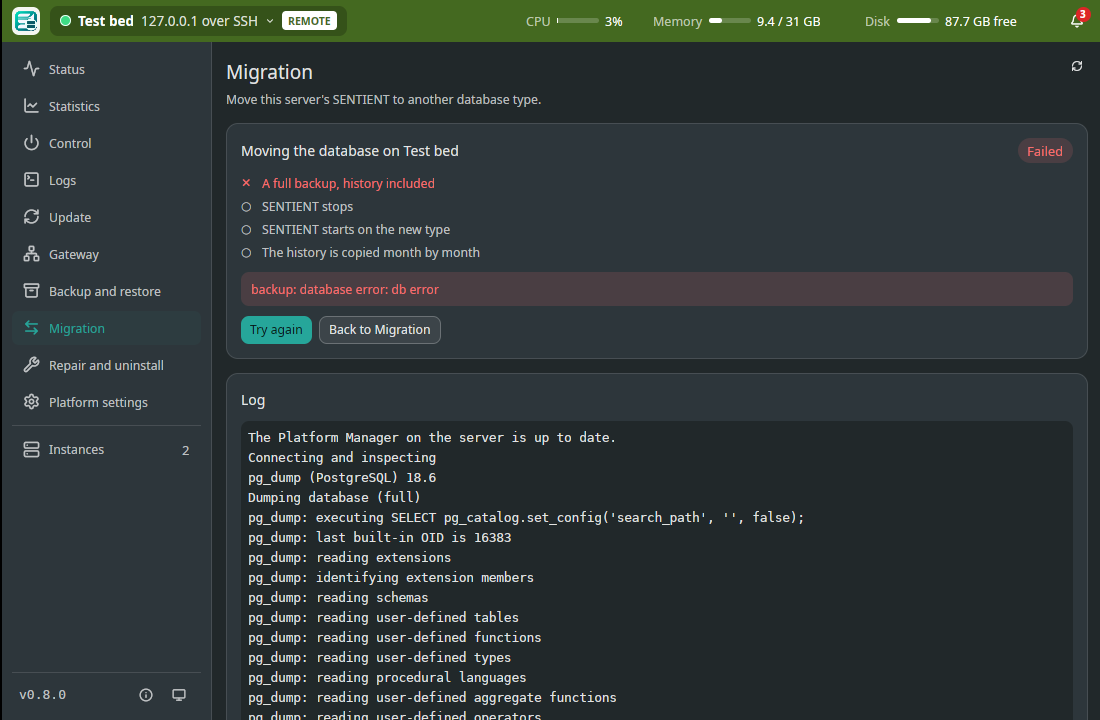 Test bed 127.0.0.1 over SSH REMOTE CPU 3% Memory 9.4 / 31 GB Disk 87.7 GB free 3
Status
Statistics
Control
Logs
Update
Gateway
Backup and restore
Migration
Repair and uninstall
Platform settings
Instances 2
v0.8.0
Migration
Move this server's SENTIENT to another database type.
Moving the database on Test bed Failed
A full backup, history included
SENTIENT stops
SENTIENT starts on the new type
The history is copied month by month
backup: database error: db error
Try again Back to Migration
Log
The Platform Manager on the server is up to date.
Connecting and inspecting
pg_dump (PostgreSQL) 18.6
Dumping database (full)
pg_dump: executing SELECT pg_catalog.set_config('search_path', '', false);
pg_dump: last built-in OID is 16383
pg_dump: reading extensions
pg_dump: identifying extension members
pg_dump: reading schemas
pg_dump: reading user-defined tables
pg_dump: reading user-defined functions
pg_dump: reading user-defined types
pg_dump: reading procedural languages
pg_dump: reading user-defined aggregate functions
pg_dump: reading user-defined operators